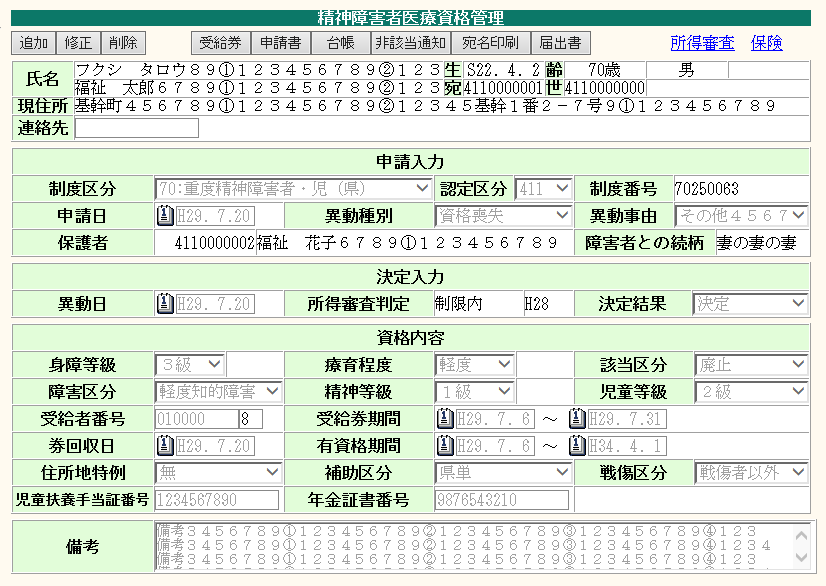 精神障害者医療資格管理
追加 修正 削除 受給券 申請書 台帳 非該当通知 宛名印刷 届出書 所得審査 保険
氏名 フクシ タロウ８９①１２３４５６７８９②１２３ 生 S22. 4. 2 齢 70歳 男
福祉 太郎６７８９①１２３４５６７８９②１２３ 宛 4110000001 世 4110000000
現住所 基幹町４５６７８９①１２３４５６７８９②１２３４５基幹１番２－７号９①１２３４５６７８９
連絡先
申請入力
制度区分 70:重度精神障害者・児（県） 認定区分 411 制度番号 70250063
申請日 H29. 7.20 異動種別 資格喪失 異動事由 その他４５６７
保護者 4110000002 福祉 花子６７８９①１２３４５６７８９ 障害者との続柄 妻の妻の妻
決定入力
異動日 H29. 7.20 所得審査判定 制限内 H28 決定結果 決定
資格内容
身障等級 ３級 療育程度 軽度 該当区分 廃止
障害区分 軽度知的障害 精神等級 １級 児童等級 ２級
受給者番号 010000 8 受給券期間 H29. 7. 6 ～ H29. 7.31
券回収日 H29. 7.20 有資格期間 H29. 7. 6 ～ H34. 4. 1
住所地特例 無 補助区分 県単 戦傷区分 戦傷者以外
児童扶養手当証番号 1234567890 年金証書番号 9876543210
備考 備考３４５６７８９①１２３４５６７８９②１２３４５６７８９③１２３４５６７８９④１２３
備考３４５６７８９①１２３４５６７８９②１２３４５６７８９③１２３４５６７８９④１２３４